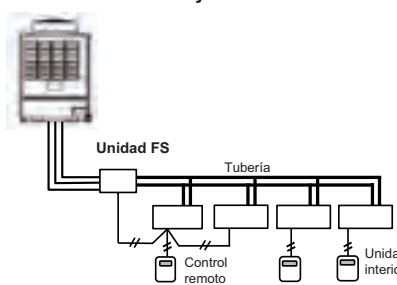 Unidad FS
Tubería
Control
remoto
Unida
interio